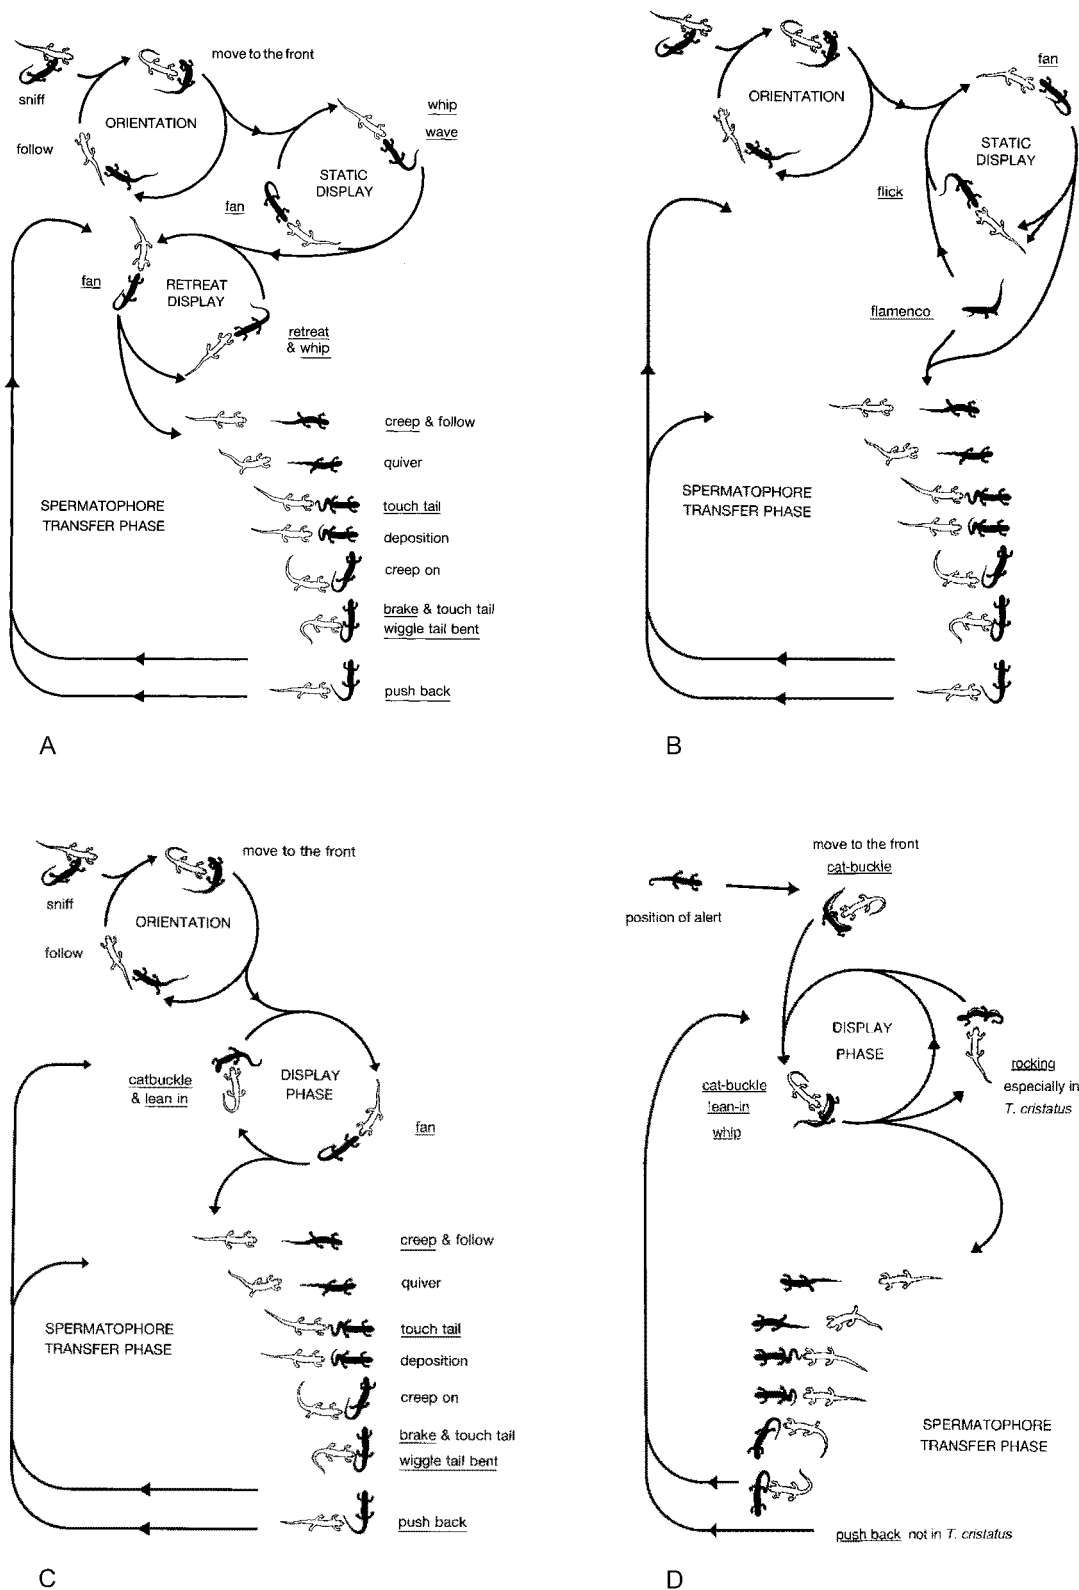 move to the front
sniff
ORIENTATION
follow
whip
wave
STATIC
DISPLAY
fan
fan
RETREAT
DISPLAY
retreat
& whip
creep & follow
quiver
SPERMATOPHORE
TRANSFER PHASE
touch tail
deposition
creep on
brake & touch tail
wiggle tail bent
push back
A
ORIENTATION
fan
STATIC
DISPLAY
flick
flamenco
SPERMATOPHORE
TRANSFER PHASE
B
move to the front
sniff
ORIENTATION
follow
catbuckle
& lean in
DISPLAY
PHASE
fan
creep & follow
quiver
SPERMATOPHORE
TRANSFER PHASE
touch tail
deposition
creep on
brake & touch tail
wiggle tail bent
push back
C
move to the front
cat-buckle
position of alert
DISPLAY
PHASE
rocking
especially in
T. cristatus
cat-buckle
lean-in
whip
SPERMATOPHORE
TRANSFER PHASE
push back not in T. cristatus
D